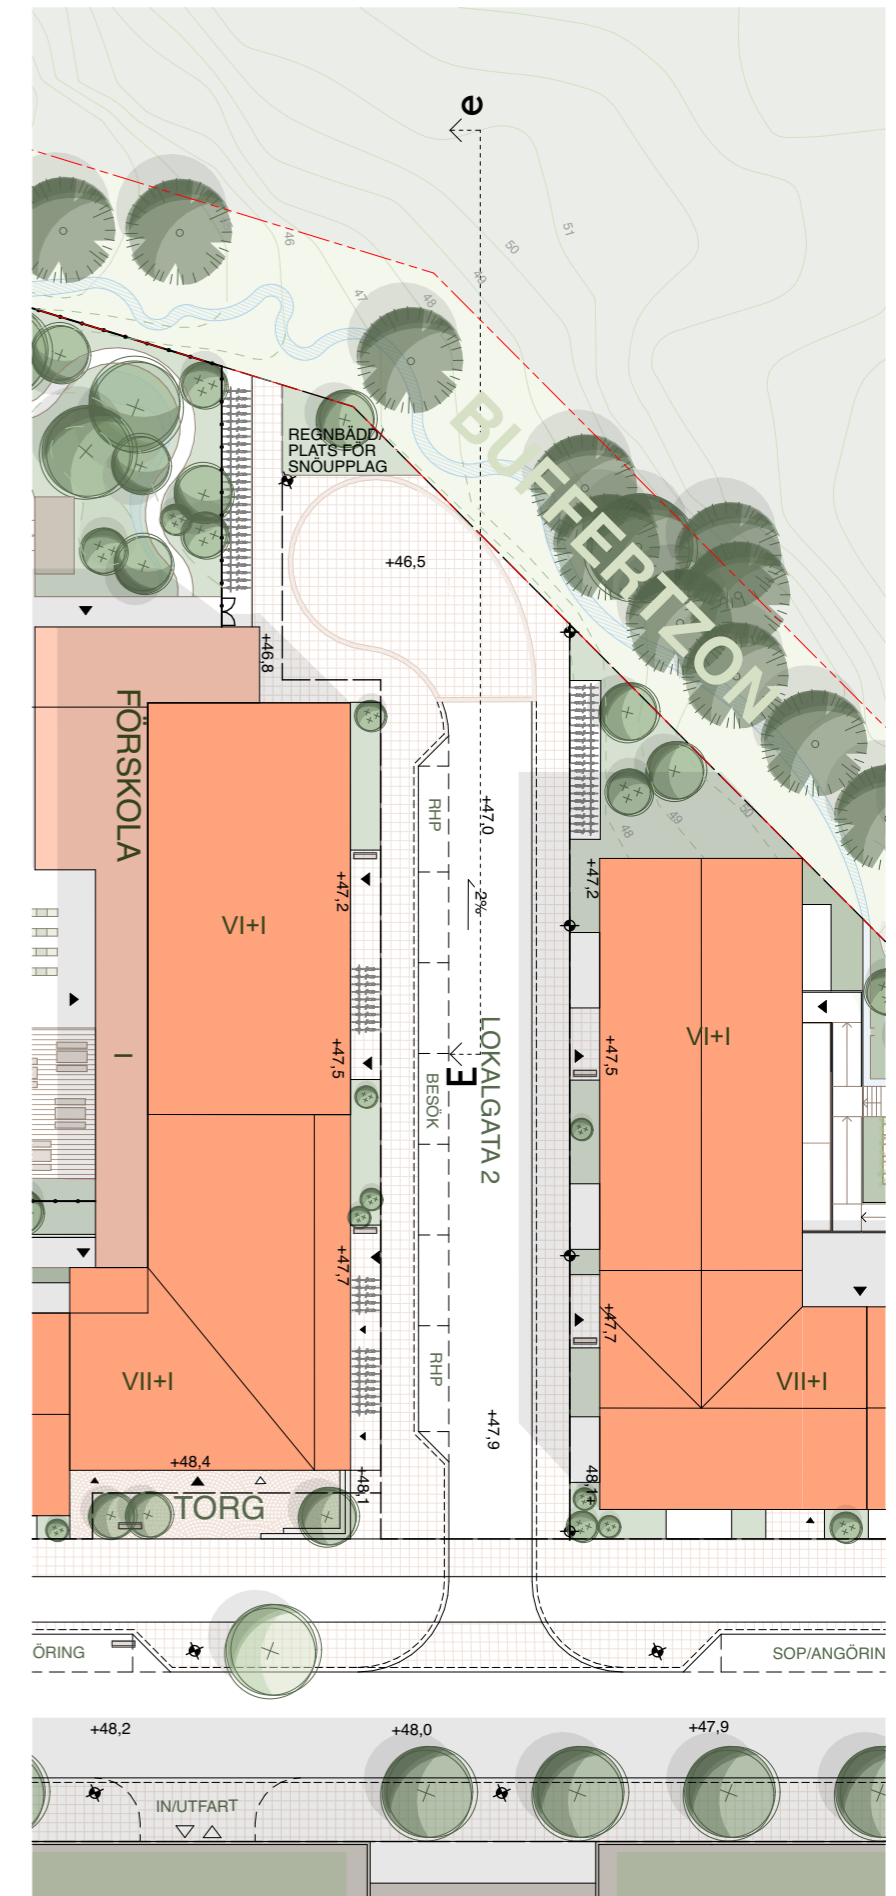 e
51
50
49
48
47
46
BUFFERTZON
REGNBÄDD/
PLATS FÖR
SNÖUPPLAG
+46,5
+46,8
FÖRSKOLA
RHP
+47,0
2%
48
49
50
+47,2
+47,2
VI+I
VI+I
I
+47,5
E
BESÖK
LOKALGATA 2
+47,5
+47,7
+47,7
RHP
VII+I
VII+I
+47,9
+48,4
+48,1
48,1+
TORG
ÖRING
SOP/ANGÖRIN
+48,2
+48,0
+47,9
IN/UTFART